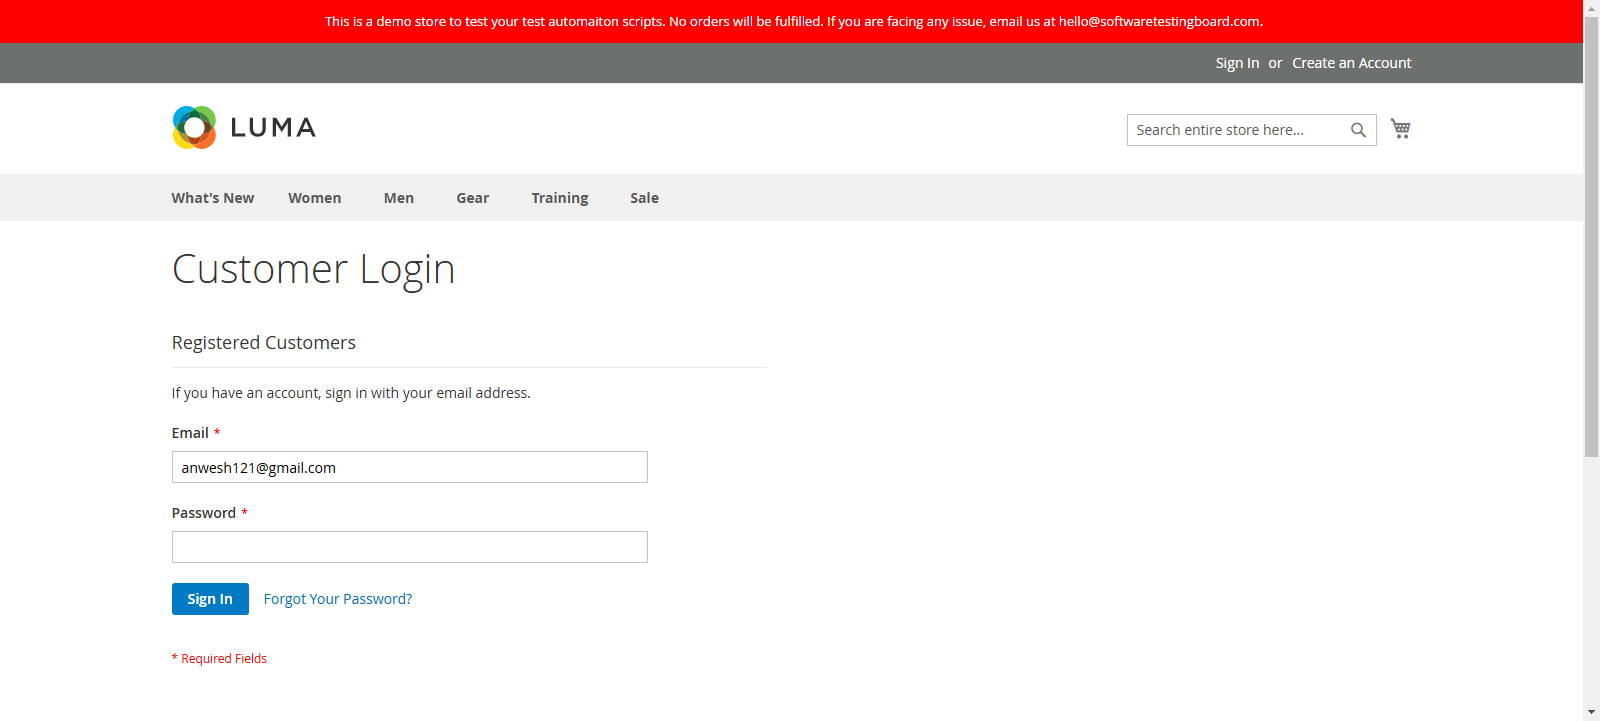 This is a demo store to test your test automaiton scripts. No orders will be fulfilled. If you are facing any issue, email us at hello@softwaretestingboard.com.
Sign In or Create an Account
LUMA
Search entire store here...
What's New Women Men Gear Training Sale
Customer Login
Registered Customers
If you have an account, sign in with your email address.
Email *
anwesh121@gmail.com
Password *
Sign In Forgot Your Password?
* Required Fields